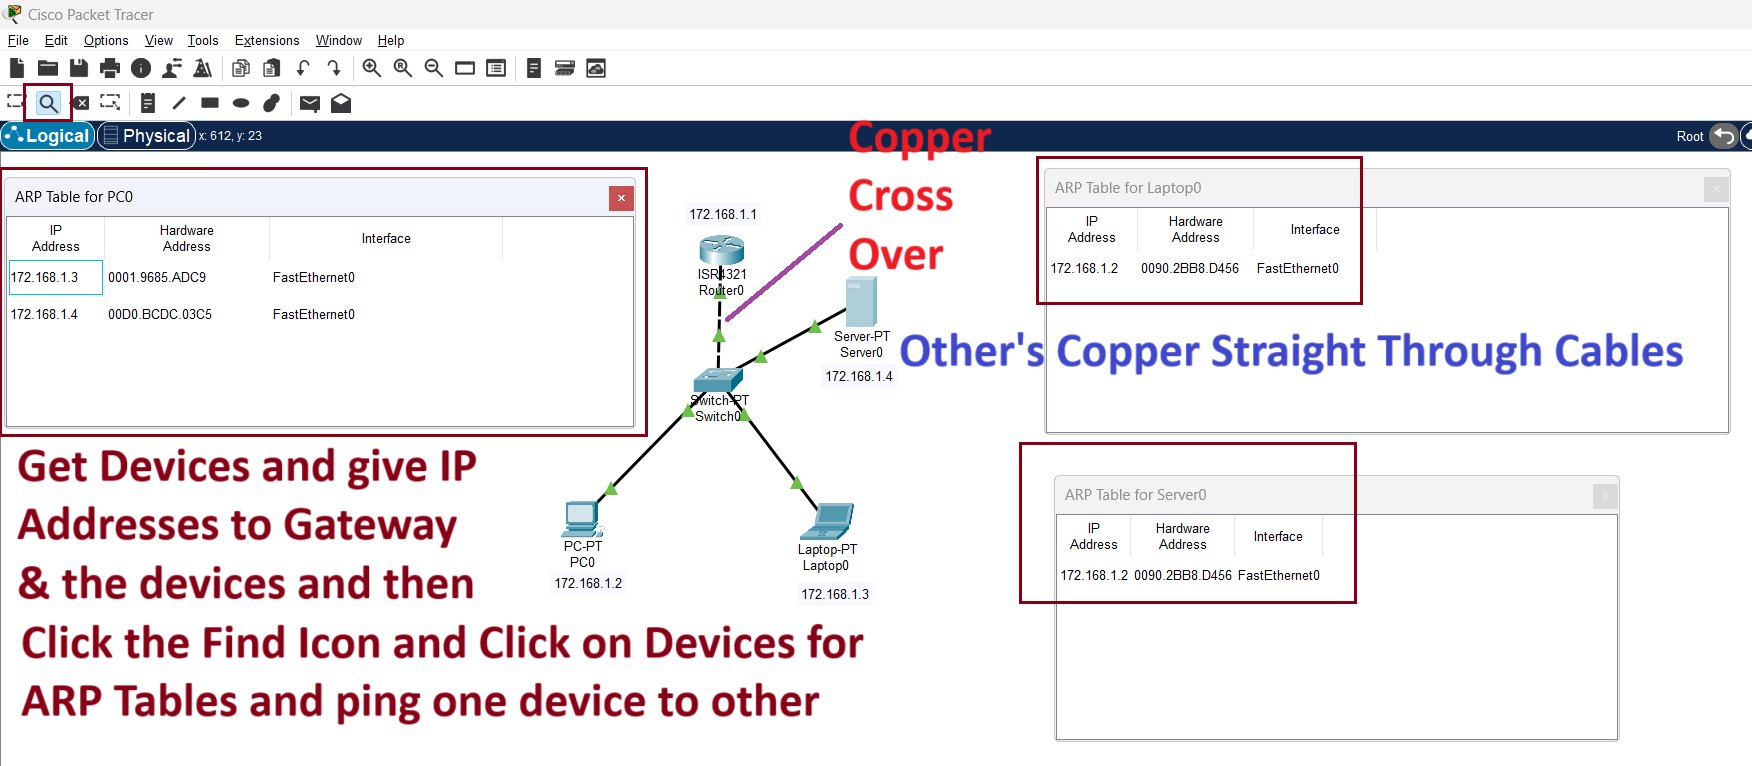 Cisco Packet Tracer
File Edit Options View Tools Extensions Window Help
Logical Physical x: 612, y: 23 Root
Copper
Cross
Over
ARP Table for PC0
IP Address Hardware Address Interface
172.168.1.3 0001.9685.ADC9 FastEthernet0
172.168.1.4 00D0.BCDC.03C5 FastEthernet0
172.168.1.1
ISR4321
Router0
Server-PT
Server0
172.168.1.4
Switch-PT
Switch0
PC-PT
PC0
172.168.1.2
Laptop-PT
Laptop0
172.168.1.3
ARP Table for Laptop0
IP Address Hardware Address Interface
172.168.1.2 0090.2BB8.D456 FastEthernet0
Other's Copper Straight Through Cables
ARP Table for Server0
IP Address Hardware Address Interface
172.168.1.2 0090.2BB8.D456 FastEthernet0
Get Devices and give IP
Addresses to Gateway
& the devices and then
Click the Find Icon and Click on Devices for
ARP Tables and ping one device to other